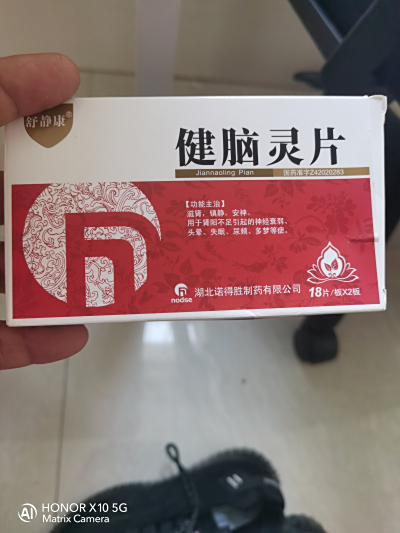 舒静康®
健脑灵片
Jiannaoling Pian
国药准字Z42020283
【功能主治】
滋肾，镇静，安神。
用于肾阳不足引起的神经衰弱、
头晕、失眠、尿频、多梦等症。
nodse
湖北诺得胜制药有限公司
18片/板X2板
AI
HONOR X10 5G
Matrix Camera